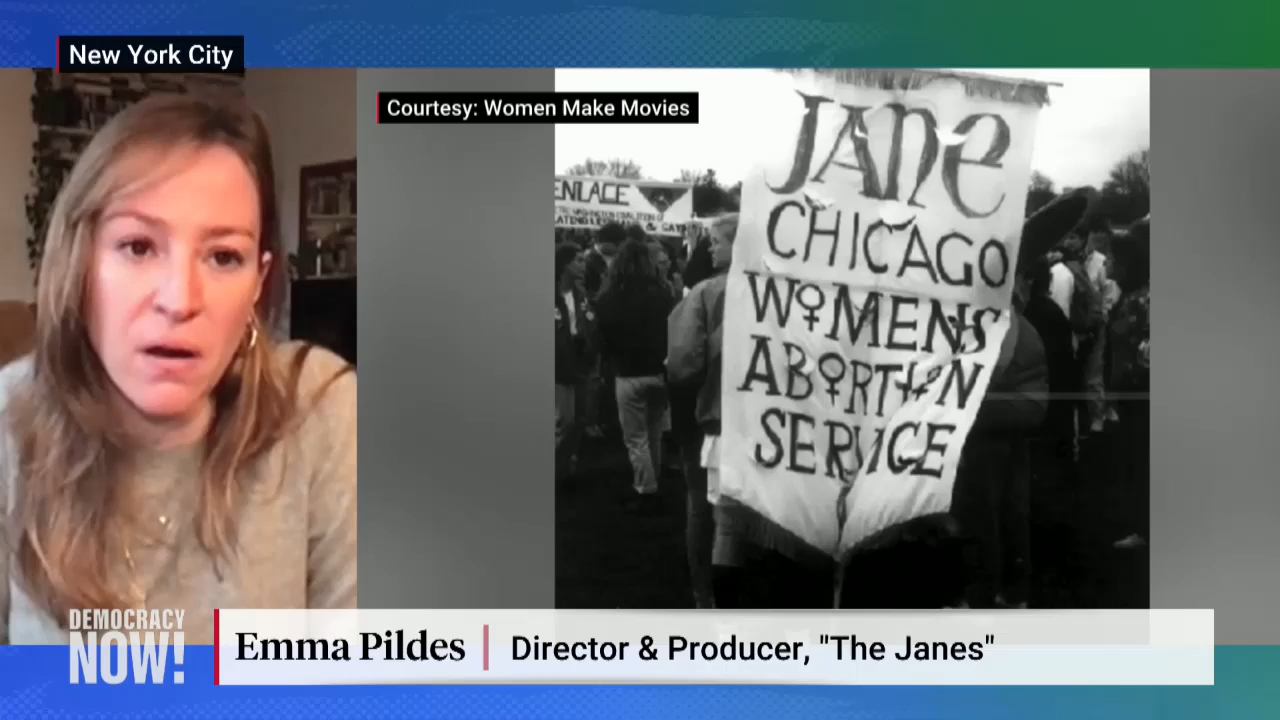 New York City
Courtesy: Women Make Movies
JANE
CHICAGO
WOMENS
ABORTION
SERVICE
ENLACE
DEMOCRACY
NOW!
Emma Pildes
Director & Producer, "The Janes"